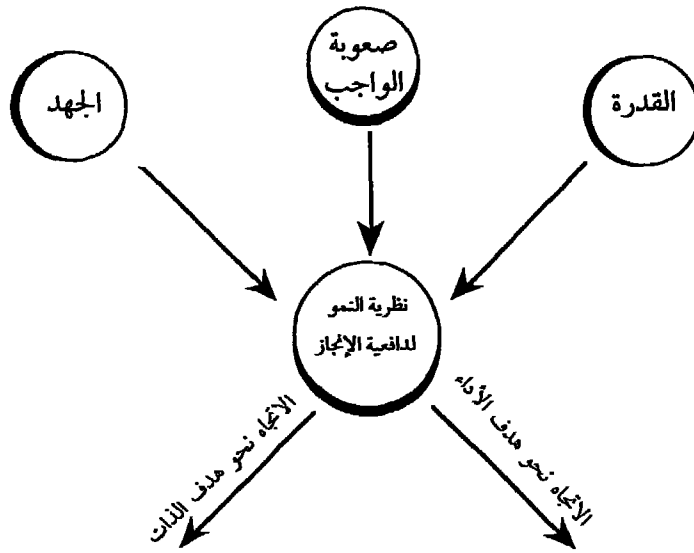 صعوبة
الواجب
القدرة
الجهد
نظرية النمو
لدافعية الإنجاز
الاتجاه نحو هدف الأداء
الاتجاه نحو هدف الذات